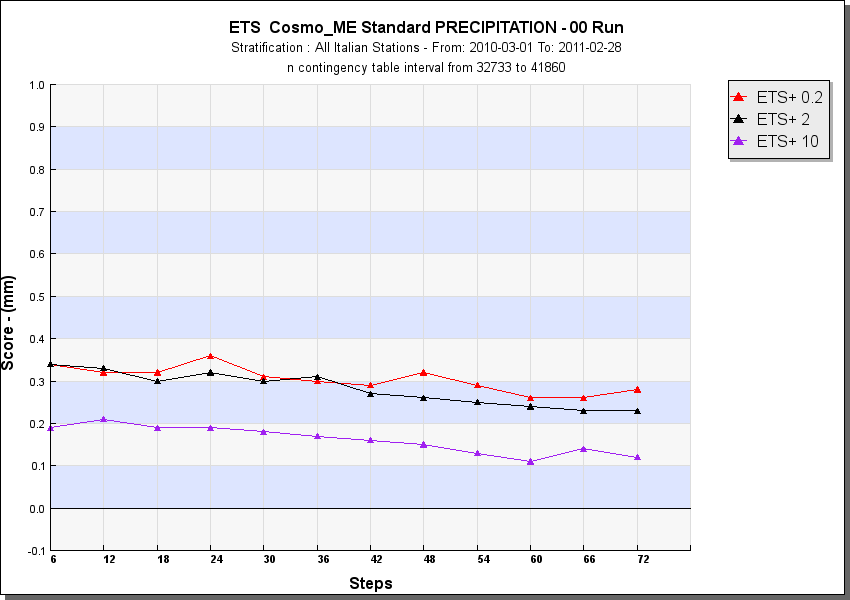 ETS Cosmo_ME Standard PRECIPITATION - 00 Run
Stratification : All Italian Stations - From: 2010-03-01 To: 2011-02-28
n contingency table interval from 32733 to 41860
ETS+ 0.2
ETS+ 2
ETS+ 10
Score - (mm)
1.0
0.9
0.8
0.7
0.6
0.5
0.4
0.3
0.2
0.1
0.0
-0.1
6 12 18 24 30 36 42 48 54 60 66 72
Steps